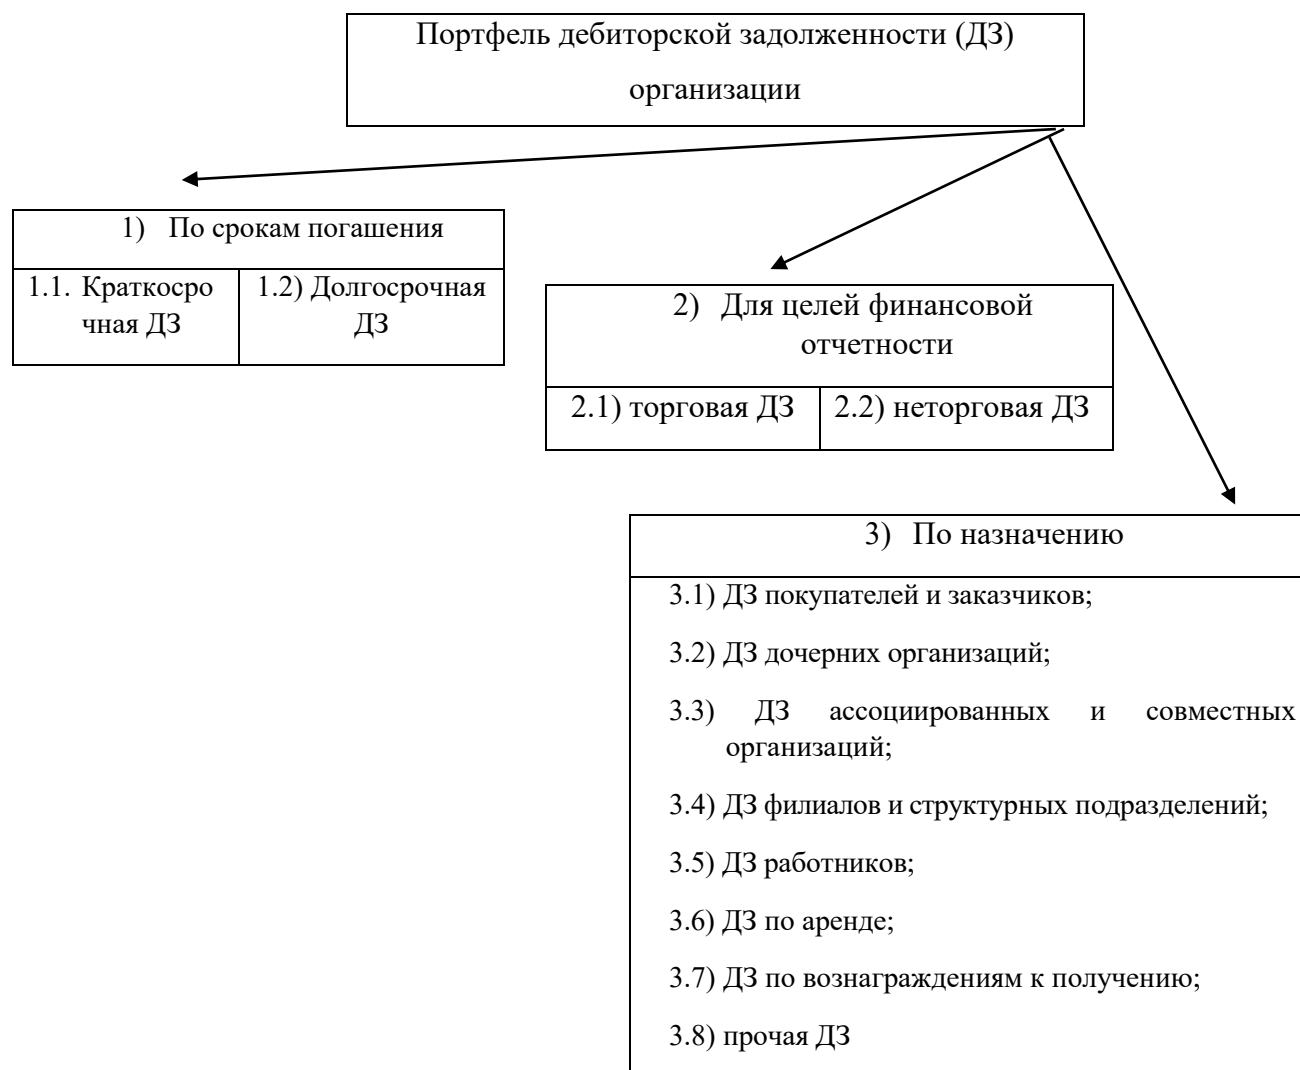 Портфель дебиторской задолженности (ДЗ)
организации
1) По срокам погашения
1.1. Краткосро
чная ДЗ
1.2) Долгосрочная
ДЗ
2) Для целей финансовой
отчетности
2.1) торговая ДЗ
2.2) неторговая ДЗ
3) По назначению
3.1) ДЗ покупателей и заказчиков;
3.2) ДЗ дочерних организаций;
3.3) ДЗ ассоциированных и совместных
организаций;
3.4) ДЗ филиалов и структурных подразделений;
3.5) ДЗ работников;
3.6) ДЗ по аренде;
3.7) ДЗ по вознаграждениям к получению;
3.8) прочая ДЗ